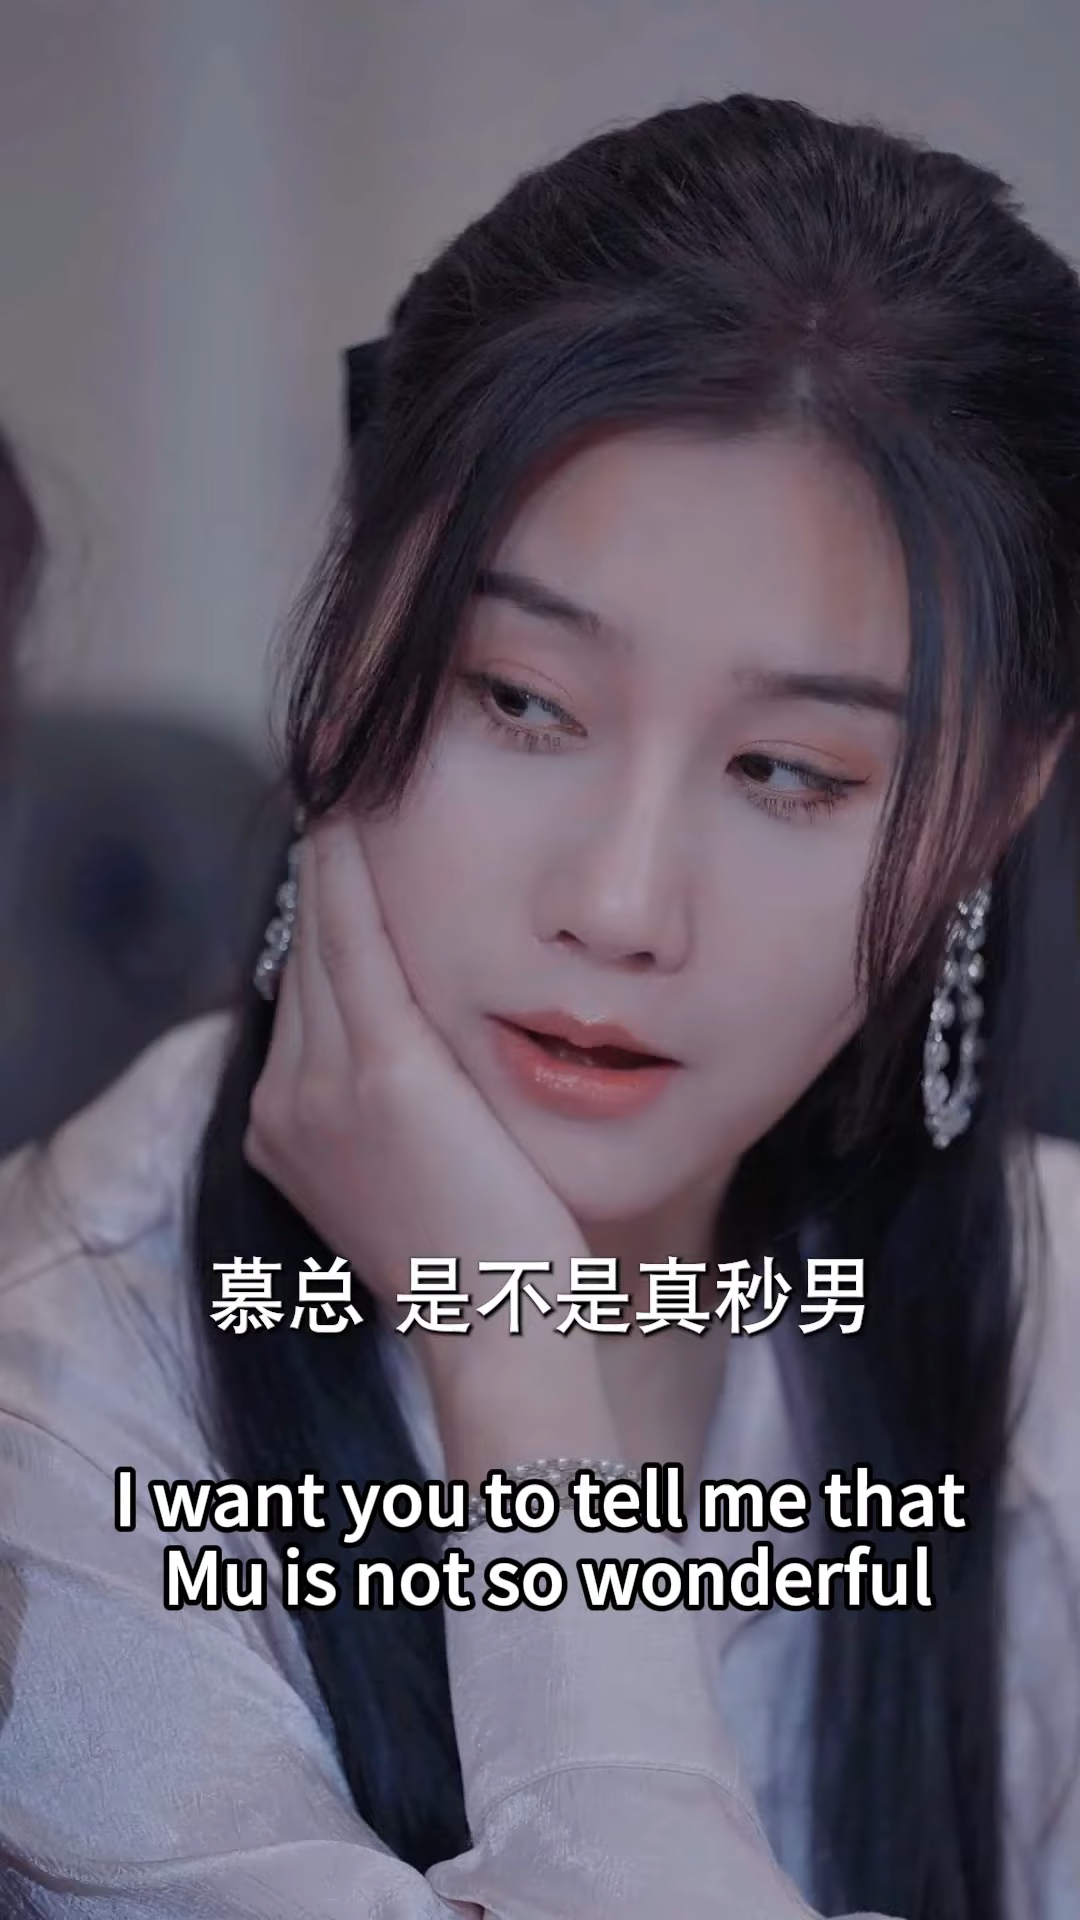 慕总 是不是真秒男
I want you to tell me that
Mu is not so wonderful